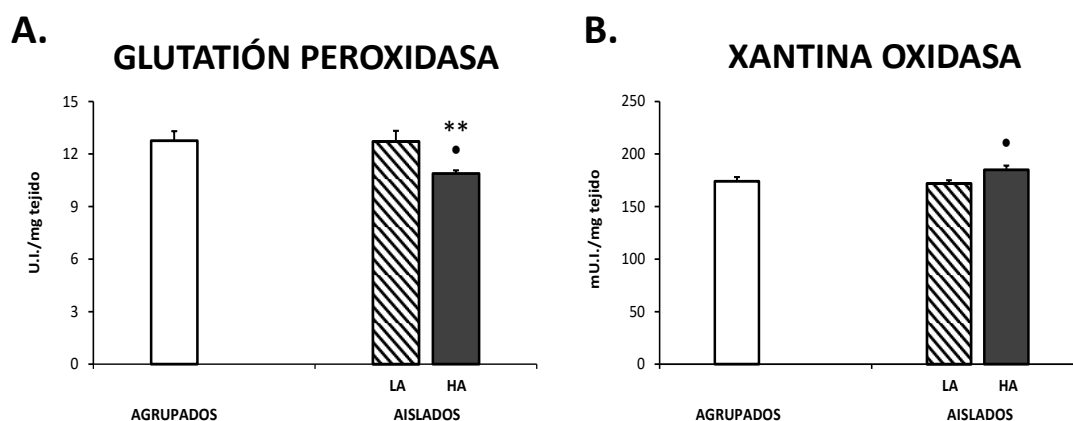 A.
GLUTATIÓN PEROXIDASA
U.I./mg tejido
15
12
9
6
3
0
**
•
LA HA
AGRUPADOS AISLADOS
B.
XANTINA OXIDASA
mU.I./mg tejido
250
200
150
100
50
0
•
LA HA
AGRUPADOS AISLADOS